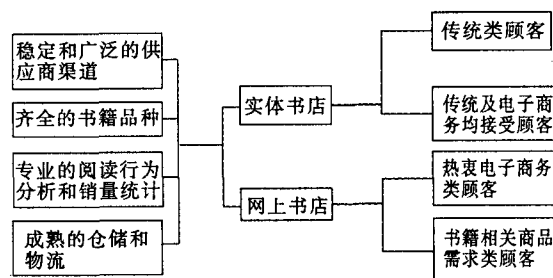 稳定和广泛的供
应商渠道
齐全的书籍品种
专业的阅读行为
分析和销量统计
成熟的仓储和
物流
实体书店
网上书店
传统类顾客
传统及电子商
务均接受顾客
热衷电子商务
类顾客
书籍相关商品
需求类顾客